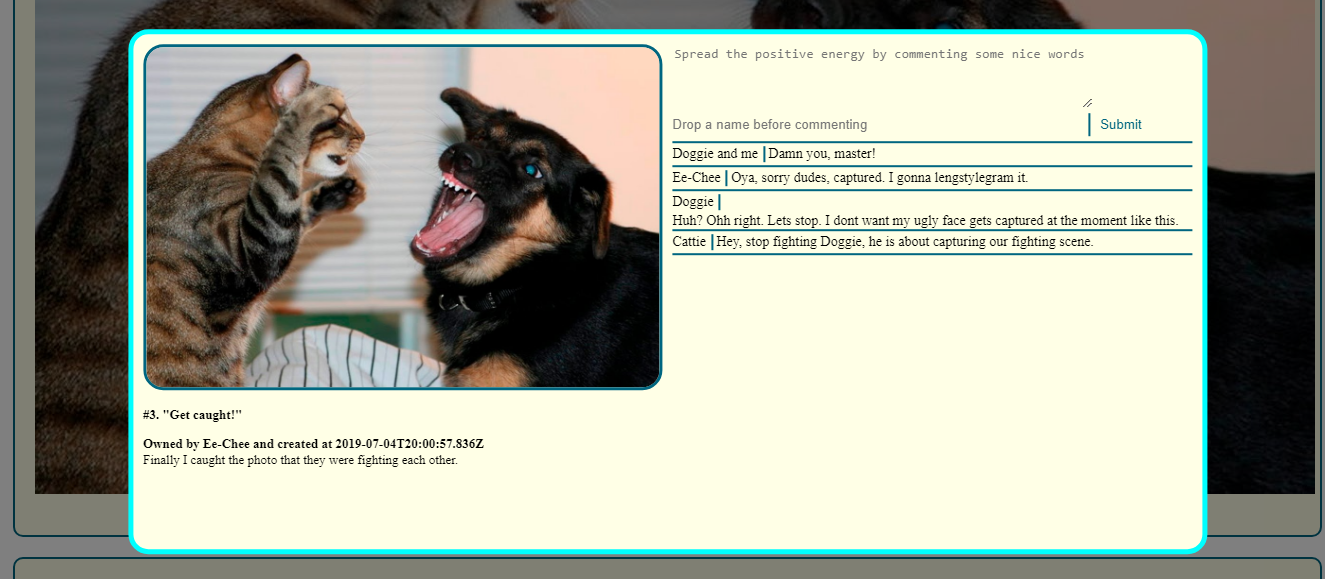 Spread the positive energy by commenting some nice words
Drop a name before commenting
Submit
Doggie and me Damn you, master!
Ee-Chee Oya, sorry dudes, captured. I gonna lengstylegram it.
Doggie
Huh? Ohh right. Lets stop. I dont want my ugly face gets captured at the moment like this.
Cattie Hey, stop fighting Doggie, he is about capturing our fighting scene.
#3. "Get caught!"
Owned by Ee-Chee and created at 2019-07-04T20:00:57.836Z
Finally I caught the photo that they were fighting each other.